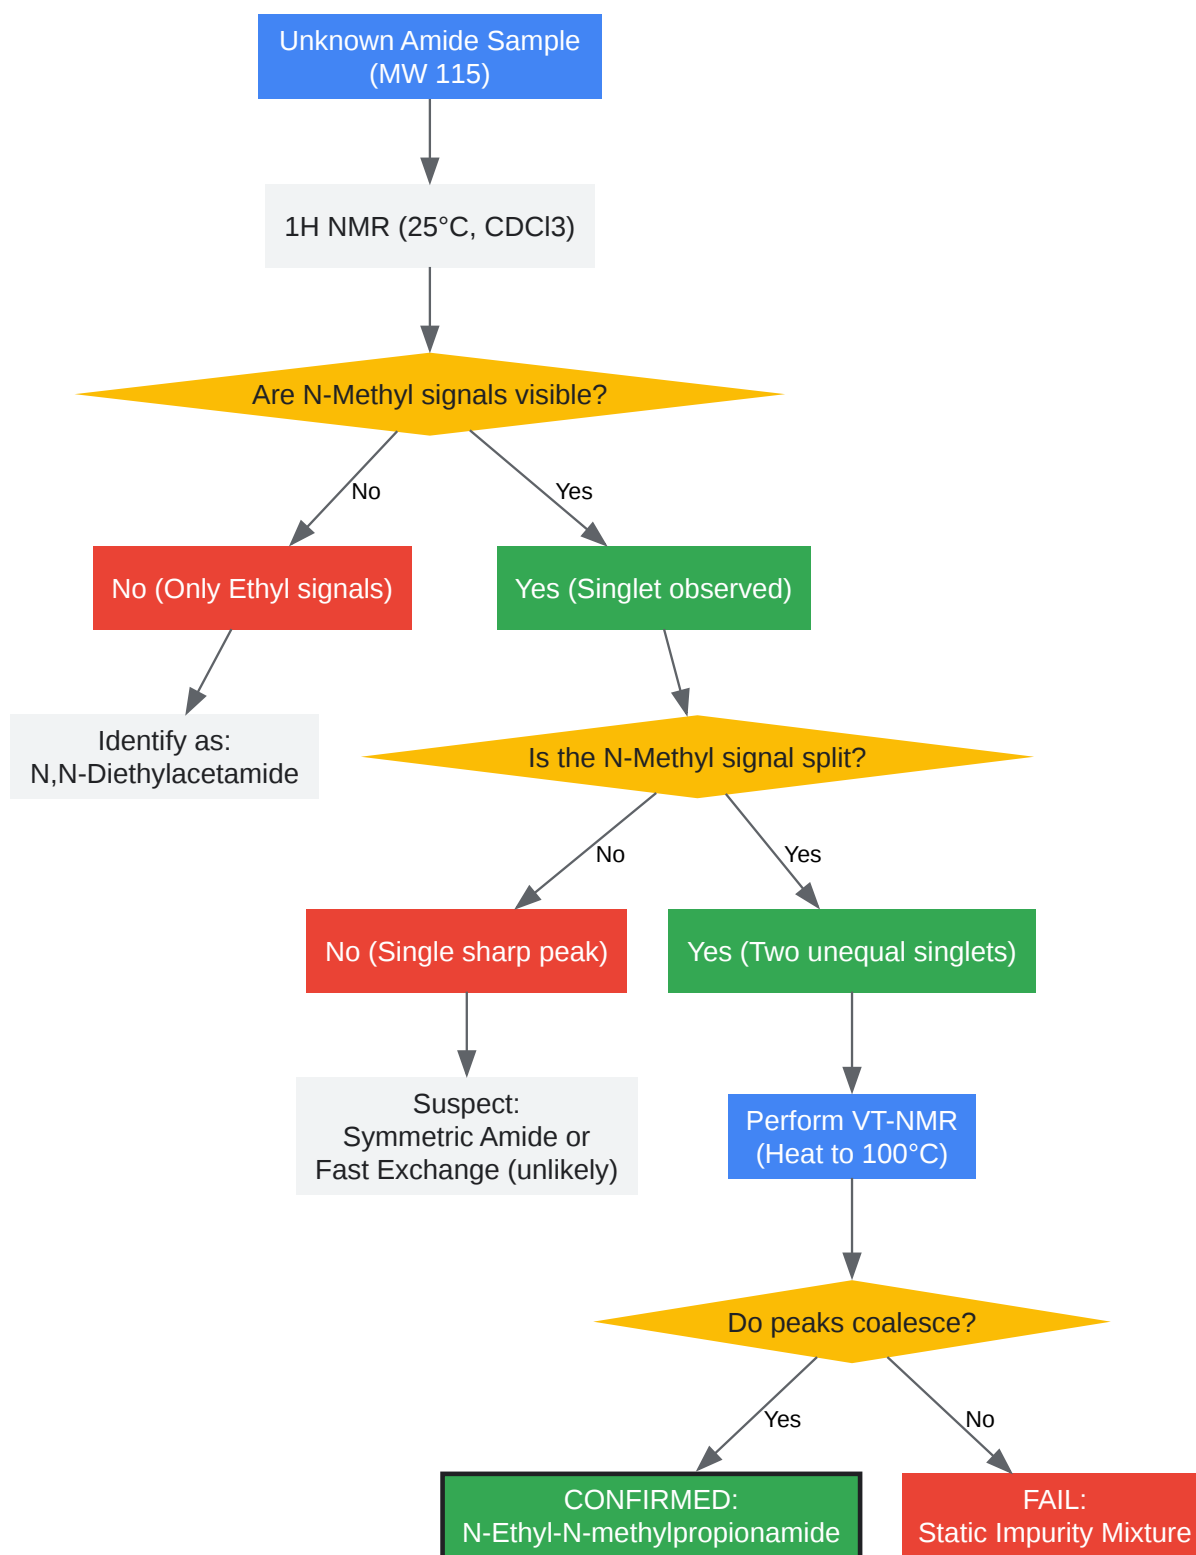 Unknown Amide Sample
(MW 115)
1H NMR (25°C, CDCl3)
Are N-Methyl signals visible?
No
Yes
No (Only Ethyl signals)
Yes (Singlet observed)
Identify as:
N,N-Diethylacetamide
Is the N-Methyl signal split?
No
Yes
No (Single sharp peak)
Yes (Two unequal singlets)
Suspect:
Symmetric Amide or
Fast Exchange (unlikely)
Perform VT-NMR
(Heat to 100°C)
Do peaks coalesce?
Yes
No
CONFIRMED:
N-Ethyl-N-methylpropionamide
FAIL:
Static Impurity Mixture